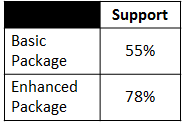 Support
Basic
Package
55%
Enhanced
Package
78%